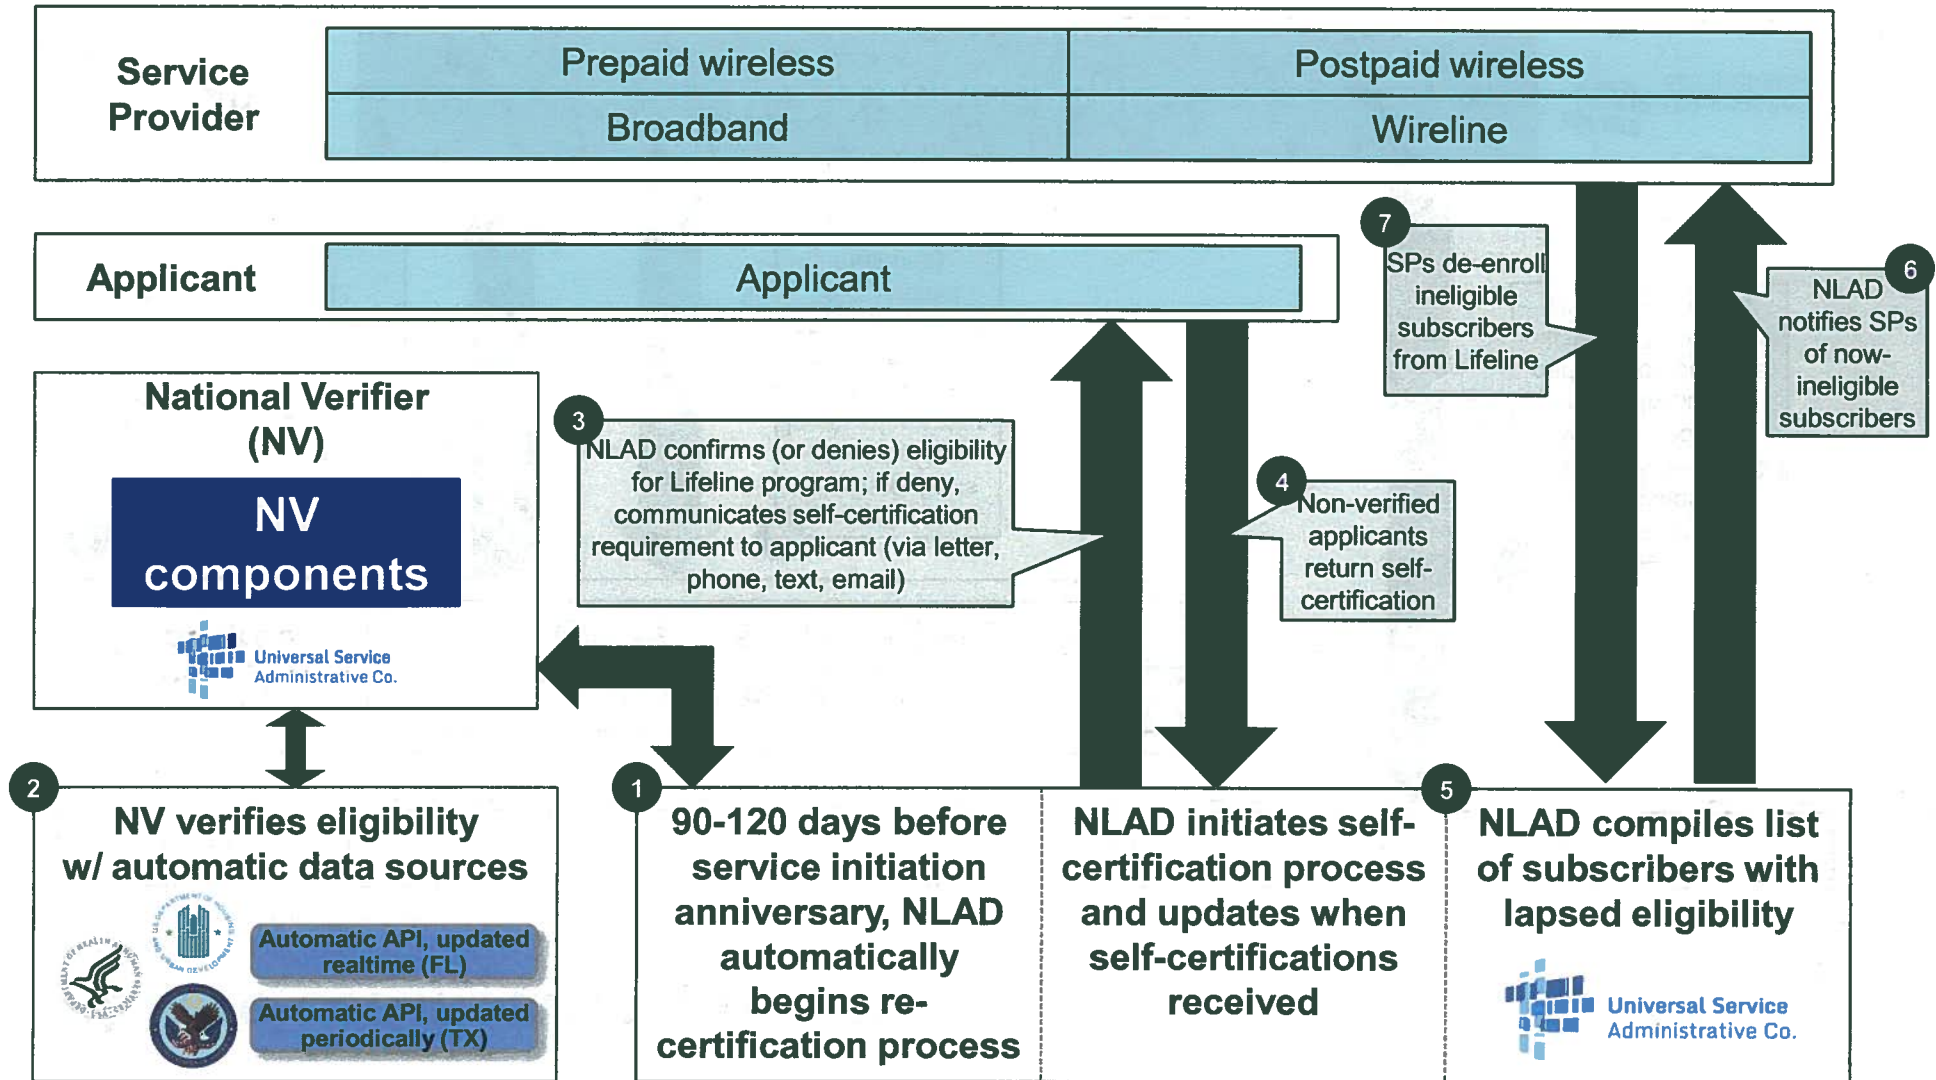 Service
Provider
Prepaid wireless
Postpaid wireless
Broadband
Wireline
Applicant
Applicant
7
SPs de-enroll
ineligible
subscribers
from Lifeline
6
NLAD
notifies SPs
of now-
ineligible
subscribers
National Verifier
(NV)
NV
components
Universal Service
Administrative Co.
3
NLAD confirms (or denies) eligibility
for Lifeline program; if deny,
communicates self-certification
requirement to applicant (via letter,
phone, text, email)
4
Non-verified
applicants
return self-
certification
2
NV verifies eligibility
w/ automatic data sources
Automatic API, updated
realtime (FL)
Automatic API, updated
periodically (TX)
1
90-120 days before
service initiation
anniversary, NLAD
automatically
begins re-
certification process
NLAD initiates self-
certification process
and updates when
self-certifications
received
5
NLAD compiles list
of subscribers with
lapsed eligibility
Universal Service
Administrative Co.